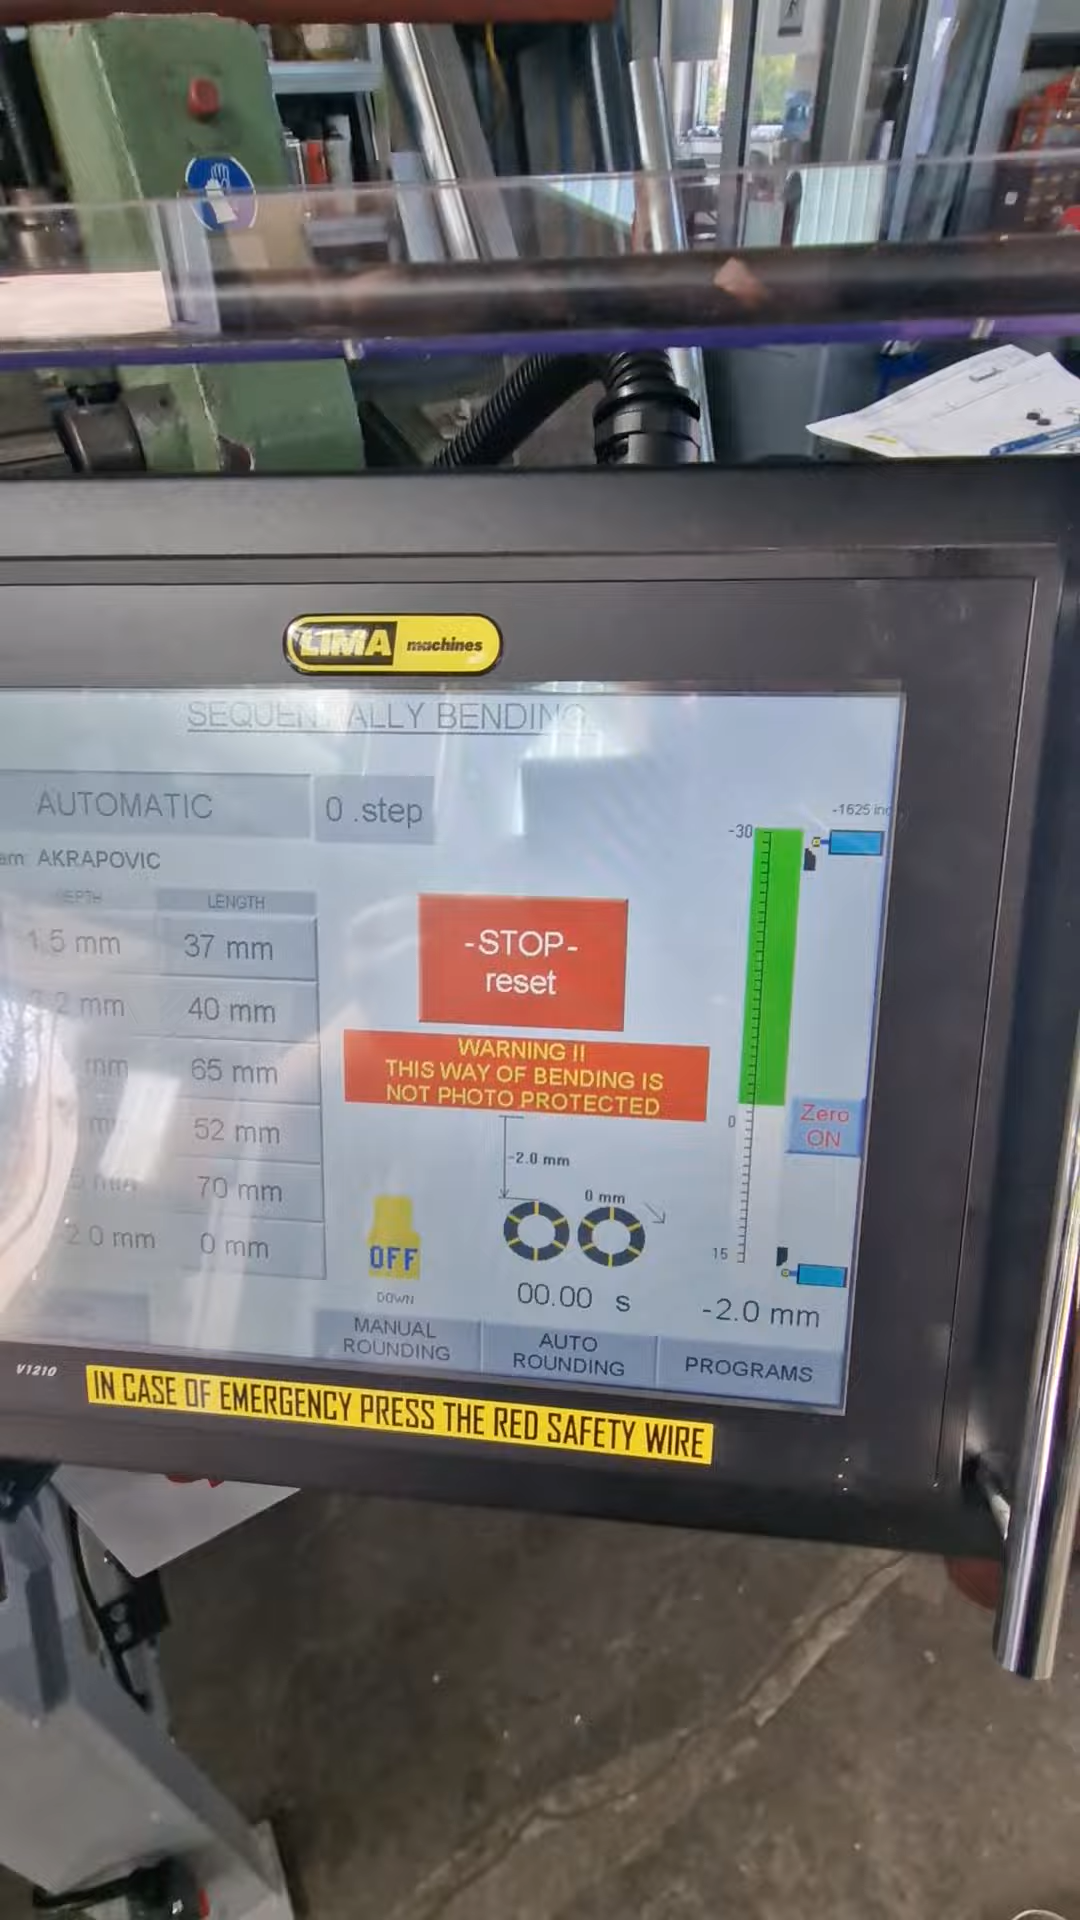 LIMA machines
SEQUENTIALLY BENDING
AUTOMATIC
0 .step
-1625 inc
-30
am: AKRAPOVIC
LENGTH
1.5 mm 37 mm
mm 40 mm
mm 65 mm
52 mm
70 mm
2.0 mm 0 mm
-STOP-
reset
WARNING !!
THIS WAY OF BENDING IS
NOT PHOTO PROTECTED
0
Zero
ON
-2.0 mm
0 mm
15
OFF
DOWN
00.00 s
-2.0 mm
MANUAL
ROUNDING
AUTO
ROUNDING
PROGRAMS
V1210
IN CASE OF EMERGENCY PRESS THE RED SAFETY WIRE